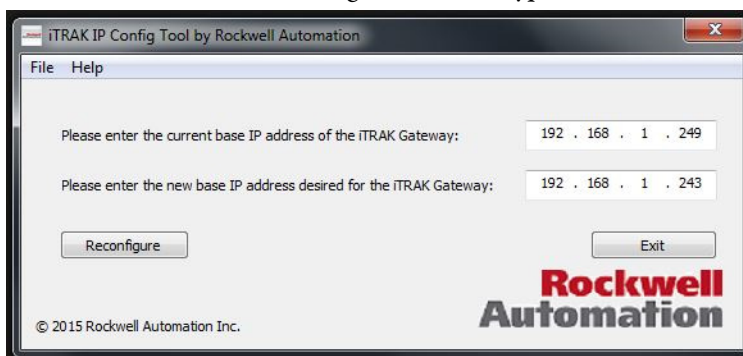 iTRAK IP Config Tool by Rockwell Automation
File Help
Please enter the current base IP address of the iTRAK Gateway: 192 . 168 . 1 . 249
Please enter the new base IP address desired for the iTRAK Gateway: 192 . 168 . 1 . 243
Reconfigure Exit
Rockwell
Automation
© 2015 Rockwell Automation Inc.